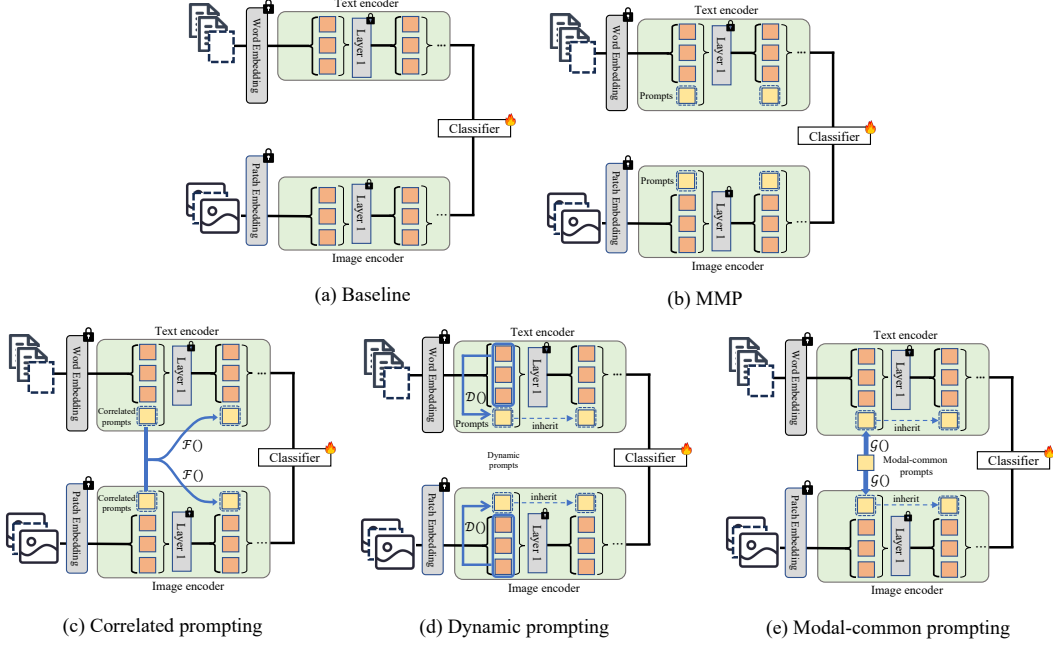 Text encoder
Word Embedding
Layer 1
...
Classifier
Patch Embedding
Layer 1
...
Image encoder
(a) Baseline
Text encoder
Word Embedding
Layer 1
...
Prompts
Classifier
Prompts
Patch Embedding
Layer 1
...
Image encoder
(b) MMP
Text encoder
Word Embedding
Layer 1
...
Correlated
prompts
F()
Classifier
F()
Correlated
prompts
Patch Embedding
Layer 1
...
Image encoder
(c) Correlated prompting
Text encoder
Word Embedding
Layer 1
...
D()
Prompts
inherit
Dynamic
prompts
Classifier
inherit
D()
Patch Embedding
Layer 1
...
Image encoder
(d) Dynamic prompting
Text encoder
Word Embedding
Layer 1
...
inherit
G()
Modal-common
prompts
Classifier
G()
inherit
Patch Embedding
Layer 1
...
Image encoder
(e) Modal-common prompting